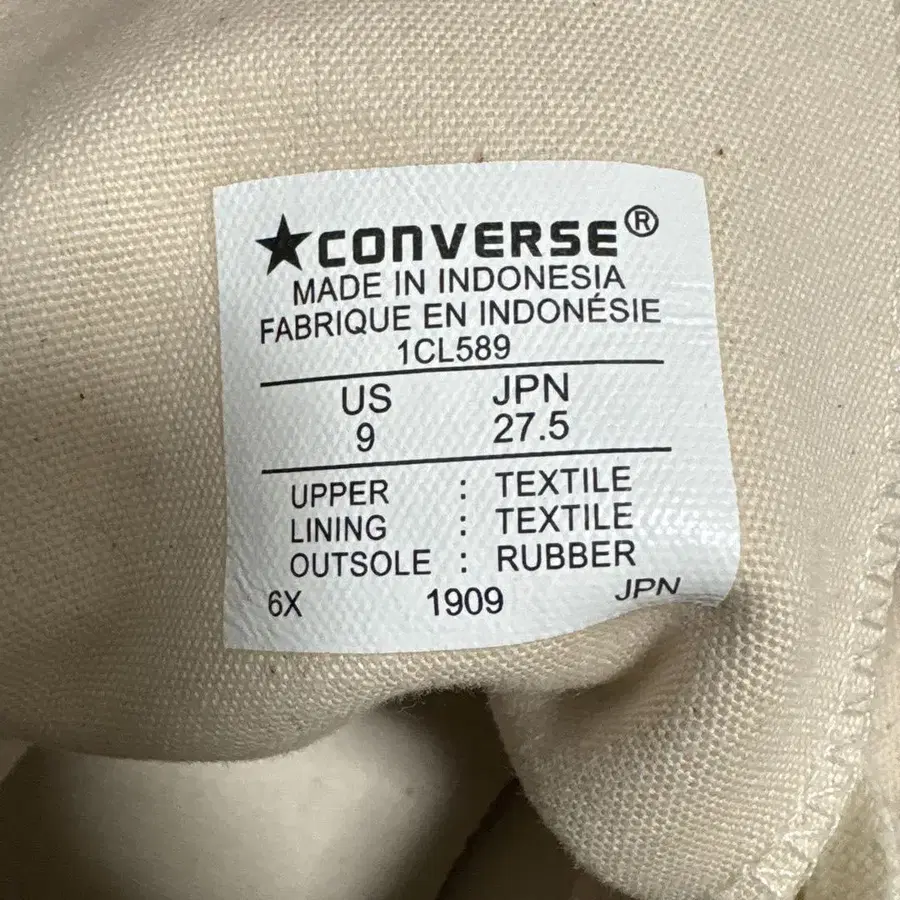 ★CONVERSE®
MADE IN INDONESIA
FABRIQUE EN INDONÉSIE
1CL589
US JPN
9 27.5
UPPER : TEXTILE
LINING : TEXTILE
OUTSOLE : RUBBER
6X 1909 JPN